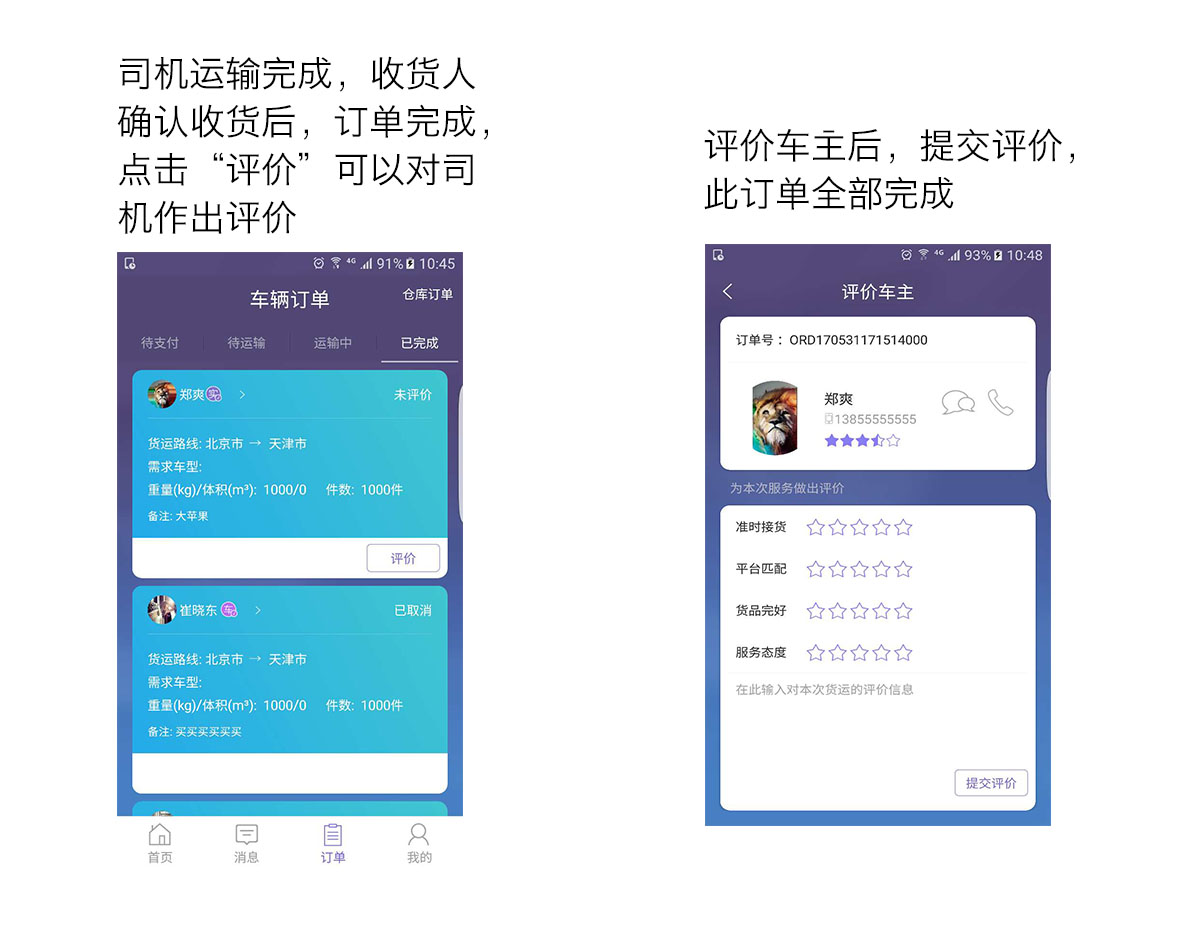 司机运输完成，收货人
确认收货后，订单完成，
点击“评价”可以对司
机作出评价
4G 91% 10:45
车辆订单 仓库订单
待支付 待运输 运输中 已完成
郑爽 实 未评价
货运路线: 北京市 → 天津市
需求车型:
重量(kg)/体积(m³): 1000/0 件数: 1000件
备注: 大苹果
评价
崔晓东 车 已取消
货运路线: 北京市 → 天津市
需求车型:
重量(kg)/体积(m³): 1000/0 件数: 1000件
备注: 买买买买买买
首页 消息 订单 我的
评价车主后，提交评价，
此订单全部完成
4G 93% 10:48
评价车主
订单号： ORD170531171514000
郑爽
13855555555
为本次服务做出评价
准时接货
平台匹配
货品完好
服务态度
在此输入对本次货运的评价信息
提交评价